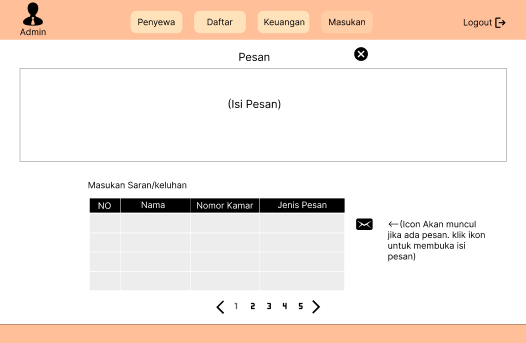 Admin
Penyewa
Daftar
Keuangan
Masukan
Logout
Pesan
(Isi Pesan)
Masukan Saran/keluhan
NO Nama Nomor Kamar Jenis Pesan
(Icon Akan muncul
jika ada pesan. klik ikon
untuk membuka isi
pesan)
1 2 3 4 5